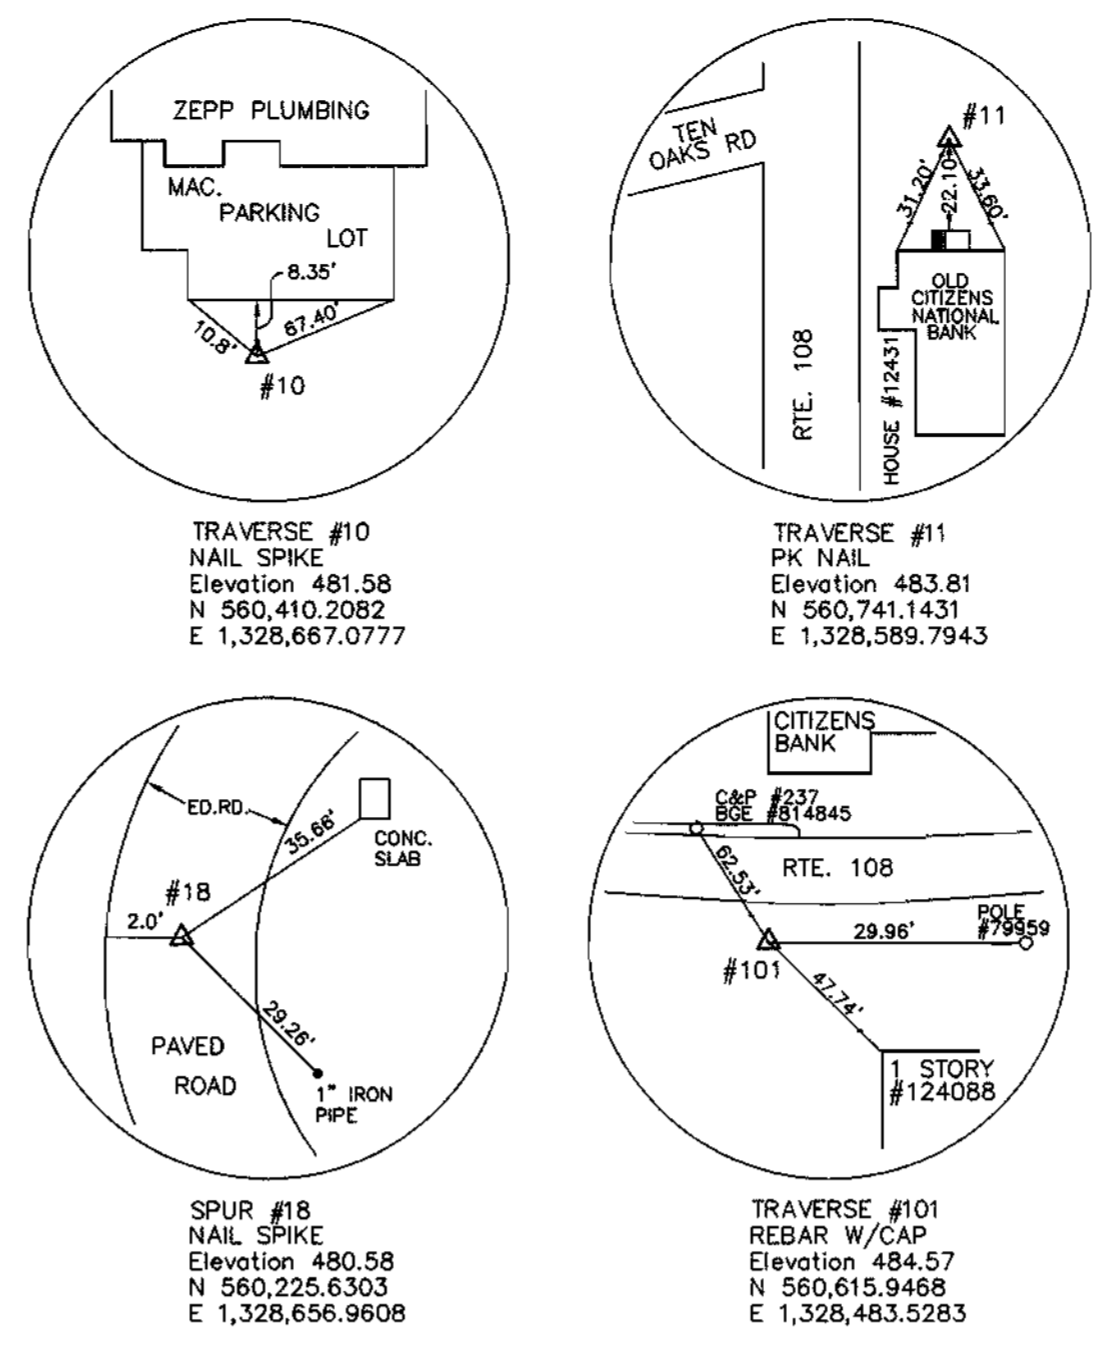 ZEPP PLUMBING
MAC.
PARKING
LOT
8.35'
10.8'
67.40'
#10
TRAVERSE #10
NAIL SPIKE
Elevation 481.58
N 560,410.2082
E 1,328,667.0777
TEN
OAKS RD
#11
31.20'
22.10'
33.60'
OLD
CITIZENS
NATIONAL
BANK
RTE. 108
HOUSE #12431
TRAVERSE #11
PK NAIL
Elevation 483.81
N 560,741.1431
E 1,328,589.7943
ED.RD.
35.66'
CONC.
SLAB
#18
2.0'
29.26'
PAVED
ROAD
1" IRON
PIPE
SPUR #18
NAIL SPIKE
Elevation 480.58
N 560,225.6303
E 1,328,656.9608
CITIZENS
BANK
C&P #237
BGE #814845
RTE. 108
62.53'
POLE
#79959
29.96'
#101
47.74'
1 STORY
#124088
TRAVERSE #101
REBAR W/CAP
Elevation 484.57
N 560,615.9468
E 1,328,483.5283